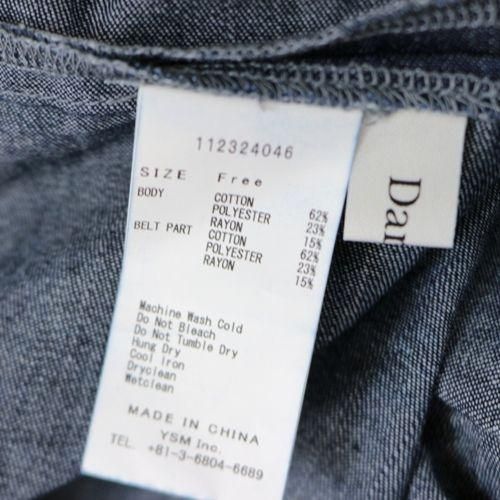 112324046
SIZE Free
BODY COTTON 62%
POLYESTER 23%
RAYON 15%
BELT PART COTTON 62%
POLYESTER 23%
RAYON 15%
Machine Wash Cold
Do Not Bleach
Do Not Tumble Dry
Hung Dry
Cool iron
Dryclean
Wetclean
MADE IN CHINA
YSM Inc.
TEL. +81-3-6804-6689
Dar